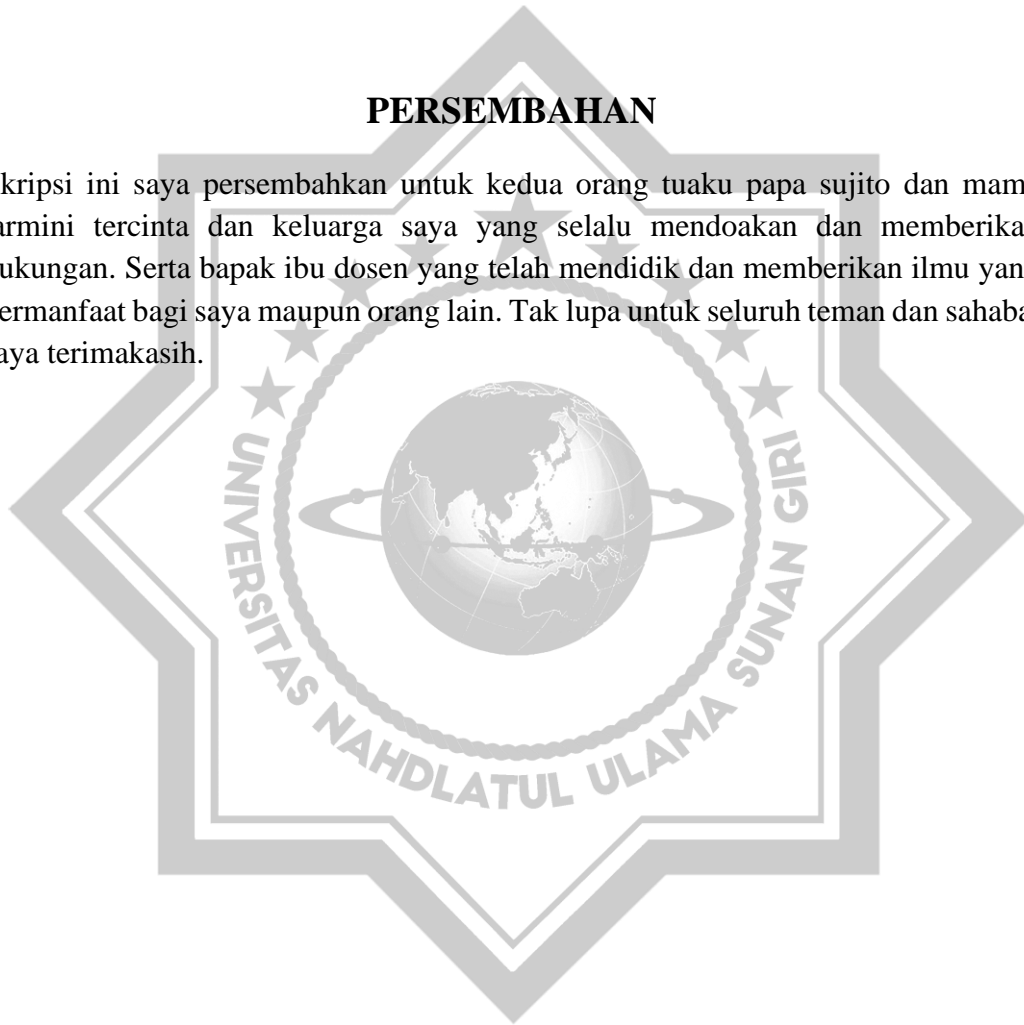 PERSEMBAHAN
kripsi ini saya persembahkan untuk kedua orang tuaku papa sujito dan mam
armini tercinta dan keluarga saya yang selalu mendoakan dan memberika
ukungan. Serta bapak ibu dosen yang telah mendidik dan memberikan ilmu yan
ermanfaat bagi saya maupun orang lain. Tak lupa untuk seluruh teman dan sahaba
aya terimakasih.
UNIVERSITAS NAHDLATUL ULAMA SUNAN GIRI